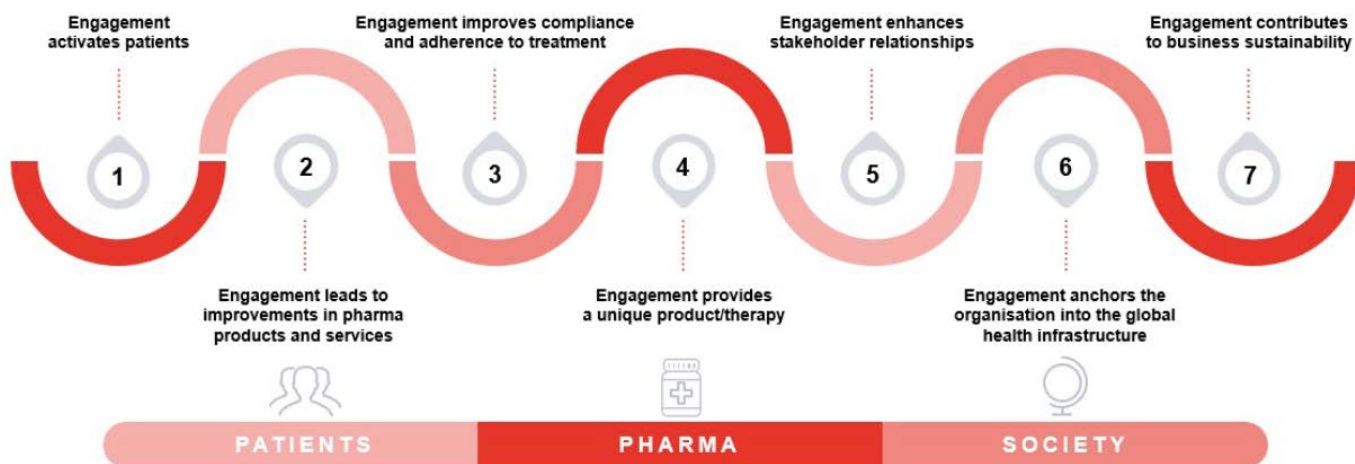 Engagement
activates patients
Engagement improves compliance
and adherence to treatment
Engagement enhances
stakeholder relationships
Engagement contributes
to business sustainability
1
2
3
4
5
6
7
Engagement leads to
improvements in pharma
products and services
Engagement provides
a unique product/therapy
Engagement anchors the
organisation into the global
health infrastructure
PATIENTS
PHARMA
SOCIETY